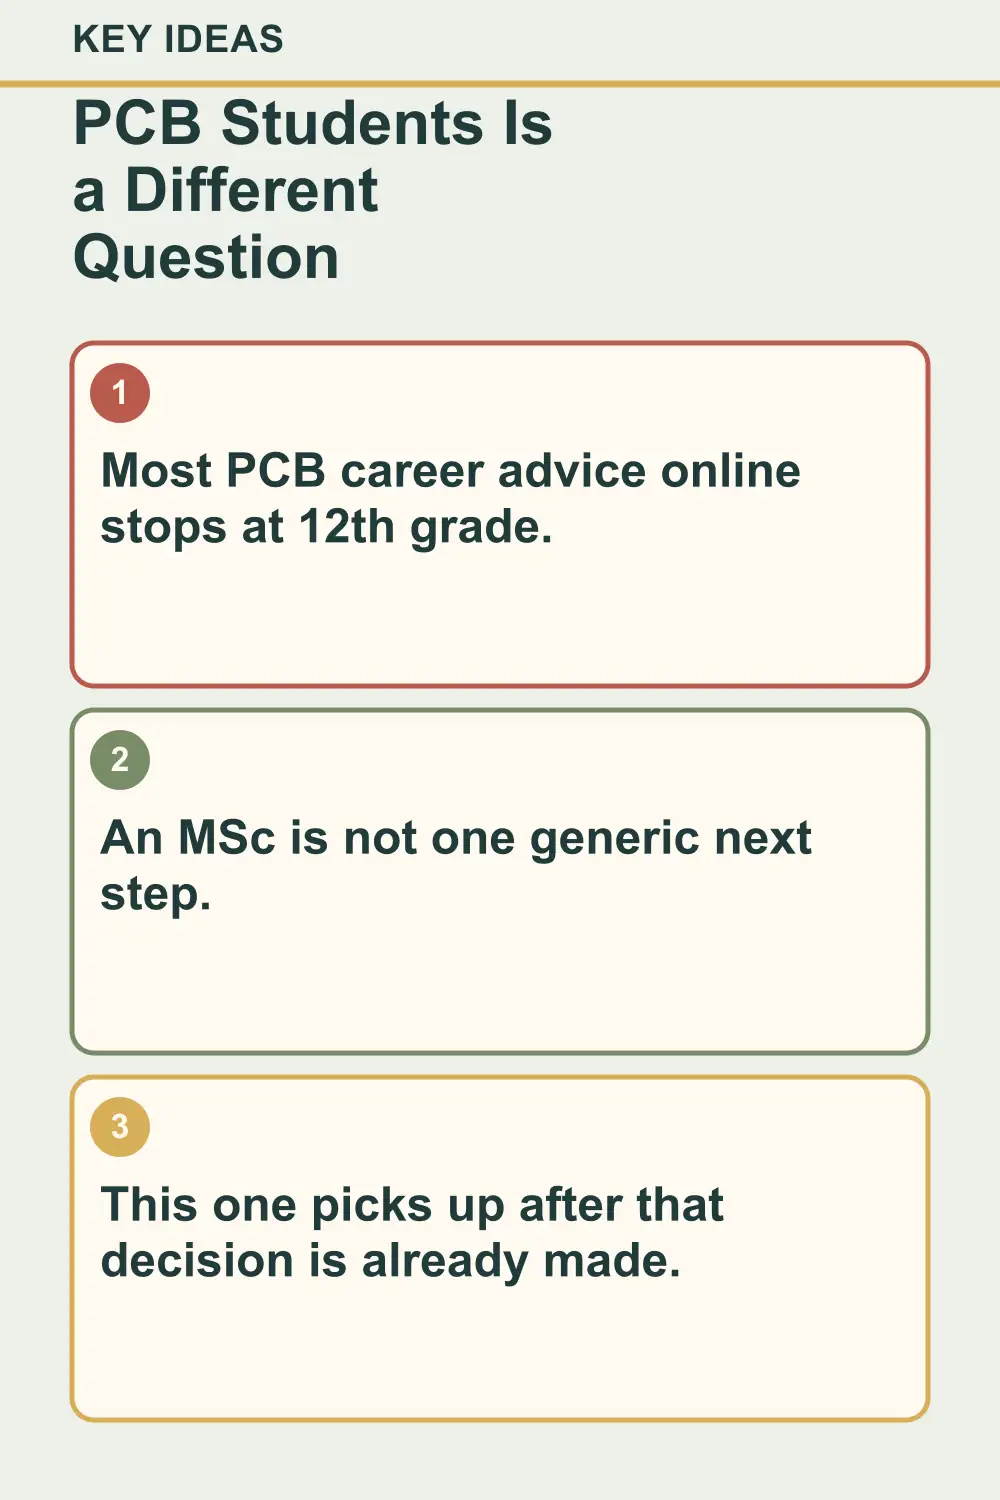 KEY IDEAS
PCB Students Is
a Different
Question
1
Most PCB career advice online
stops at 12th grade.
2
An MSc is not one generic next
step.
3
This one picks up after that
decision is already made.